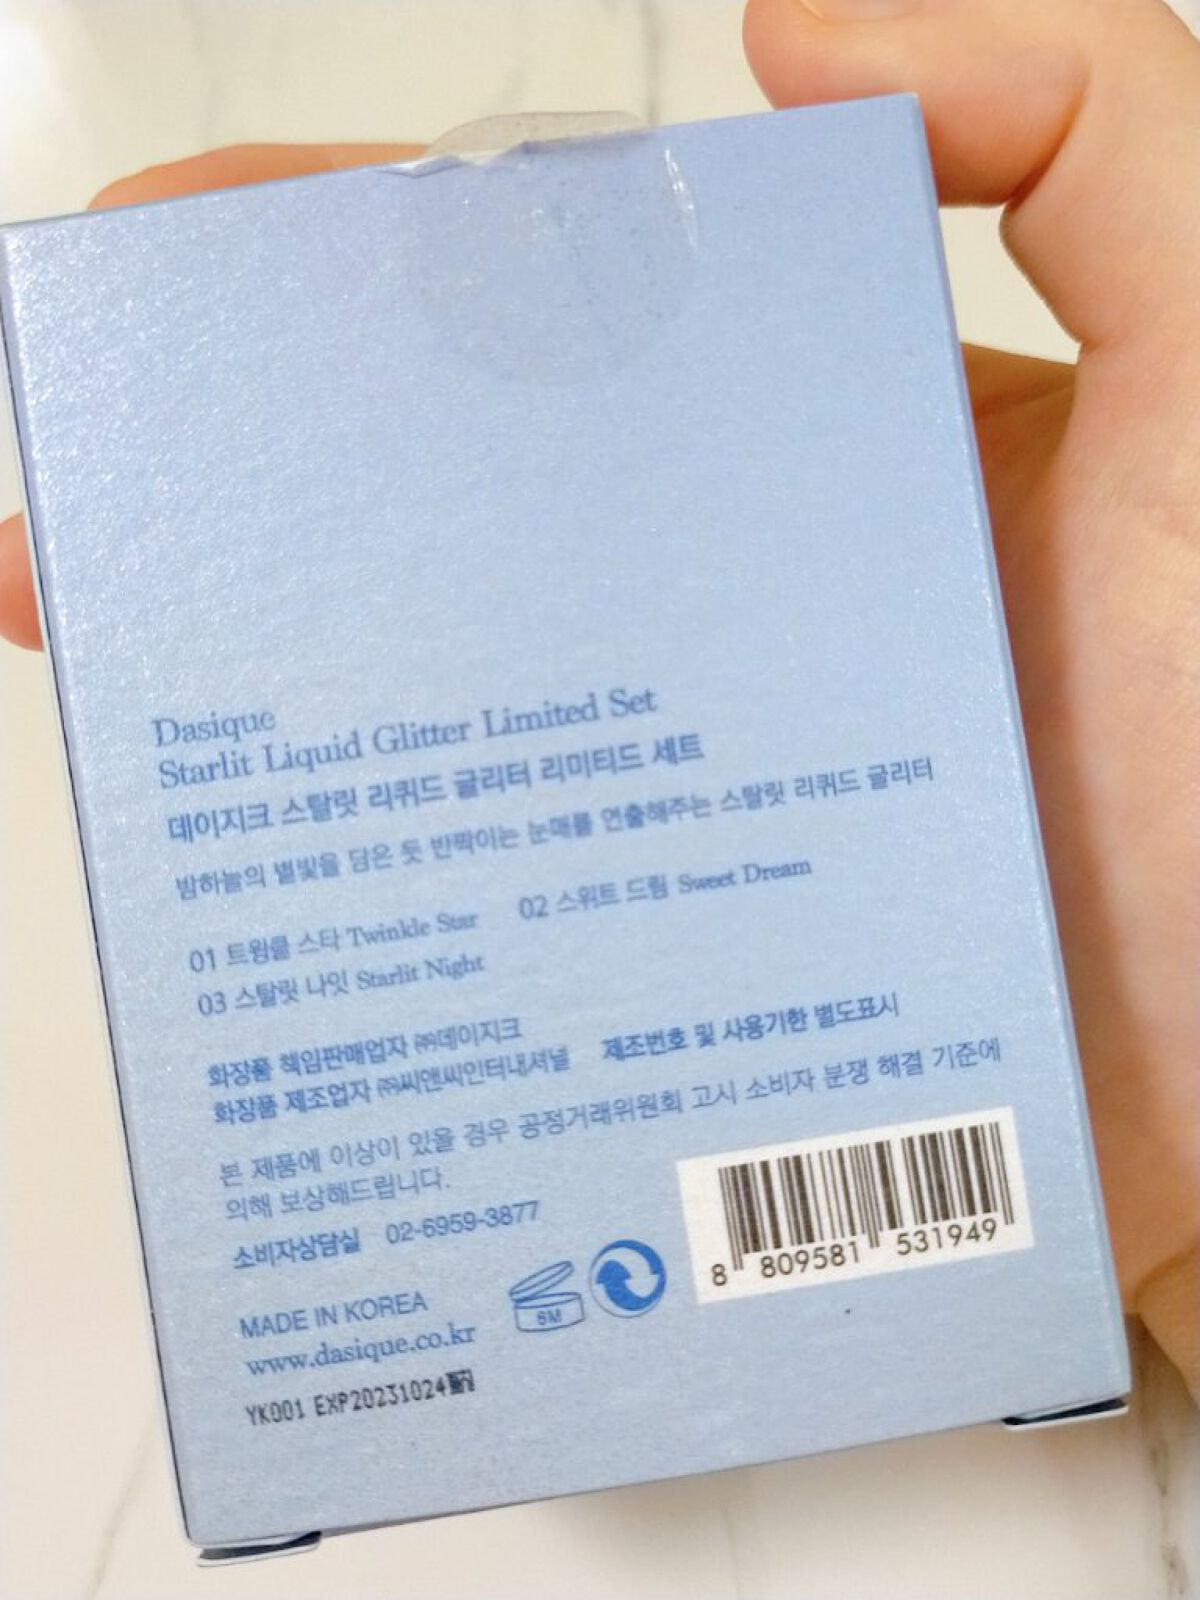 Dasique
Starlit Liquid Glitter Limited Set
데이지크 스탈릿 리퀴드 글리터 리미티드 세트
밤하늘의 별빛을 담은 듯 반짝이는 눈매를 연출해주는 스탈릿 리퀴드 글리터
01 트윙클 스타 Twinkle Star 02 스위트 드림 Sweet Dream
03 스탈릿 나잇 Starlit Night
화장품 책임판매업자 ㈜데이지크
화장품 제조업자 ㈜씨앤씨인터내셔널 제조번호 및 사용기한 별도표시
본 제품에 이상이 있을 경우 공정거래위원회 고시 소비자 분쟁 해결 기준에
의해 보상해드립니다.
소비자상담실 02-6959-3877
MADE IN KOREA
www.dasique.co.kr
6M
8 809581 531949
YK001 EXP20231024